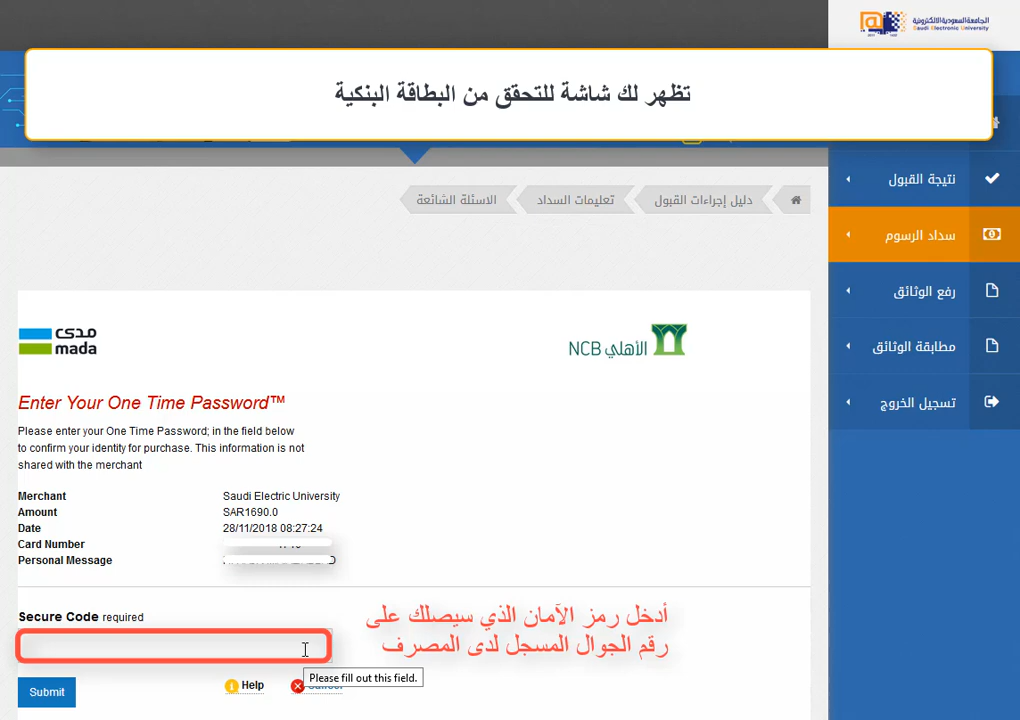 الجامعة السعودية الالكترونية
Saudi Electronic University
تظهر لك شاشة للتحقق من البطاقة البنكية
نتيجة القبول
سداد الرسوم
رفع الوثائق
مطابقة الوثائق
تسجيل الخروج
دليل إجراءات القبول
تعليمات السداد
الاسئلة الشائعة
مدى
mada
الأهلي NCB
Enter Your One Time Password™
Please enter your One Time Password; in the field below
to confirm your identity for purchase. This information is not
shared with the merchant
Merchant Saudi Electric University
Amount SAR1690.0
Date 28/11/2018 08:27:24
Card Number
Personal Message
Secure Code required
أدخل رمز الآمان الذي سيصلك على
رقم الجوال المسجل لدى المصرف
Please fill out this field.
Submit
Help